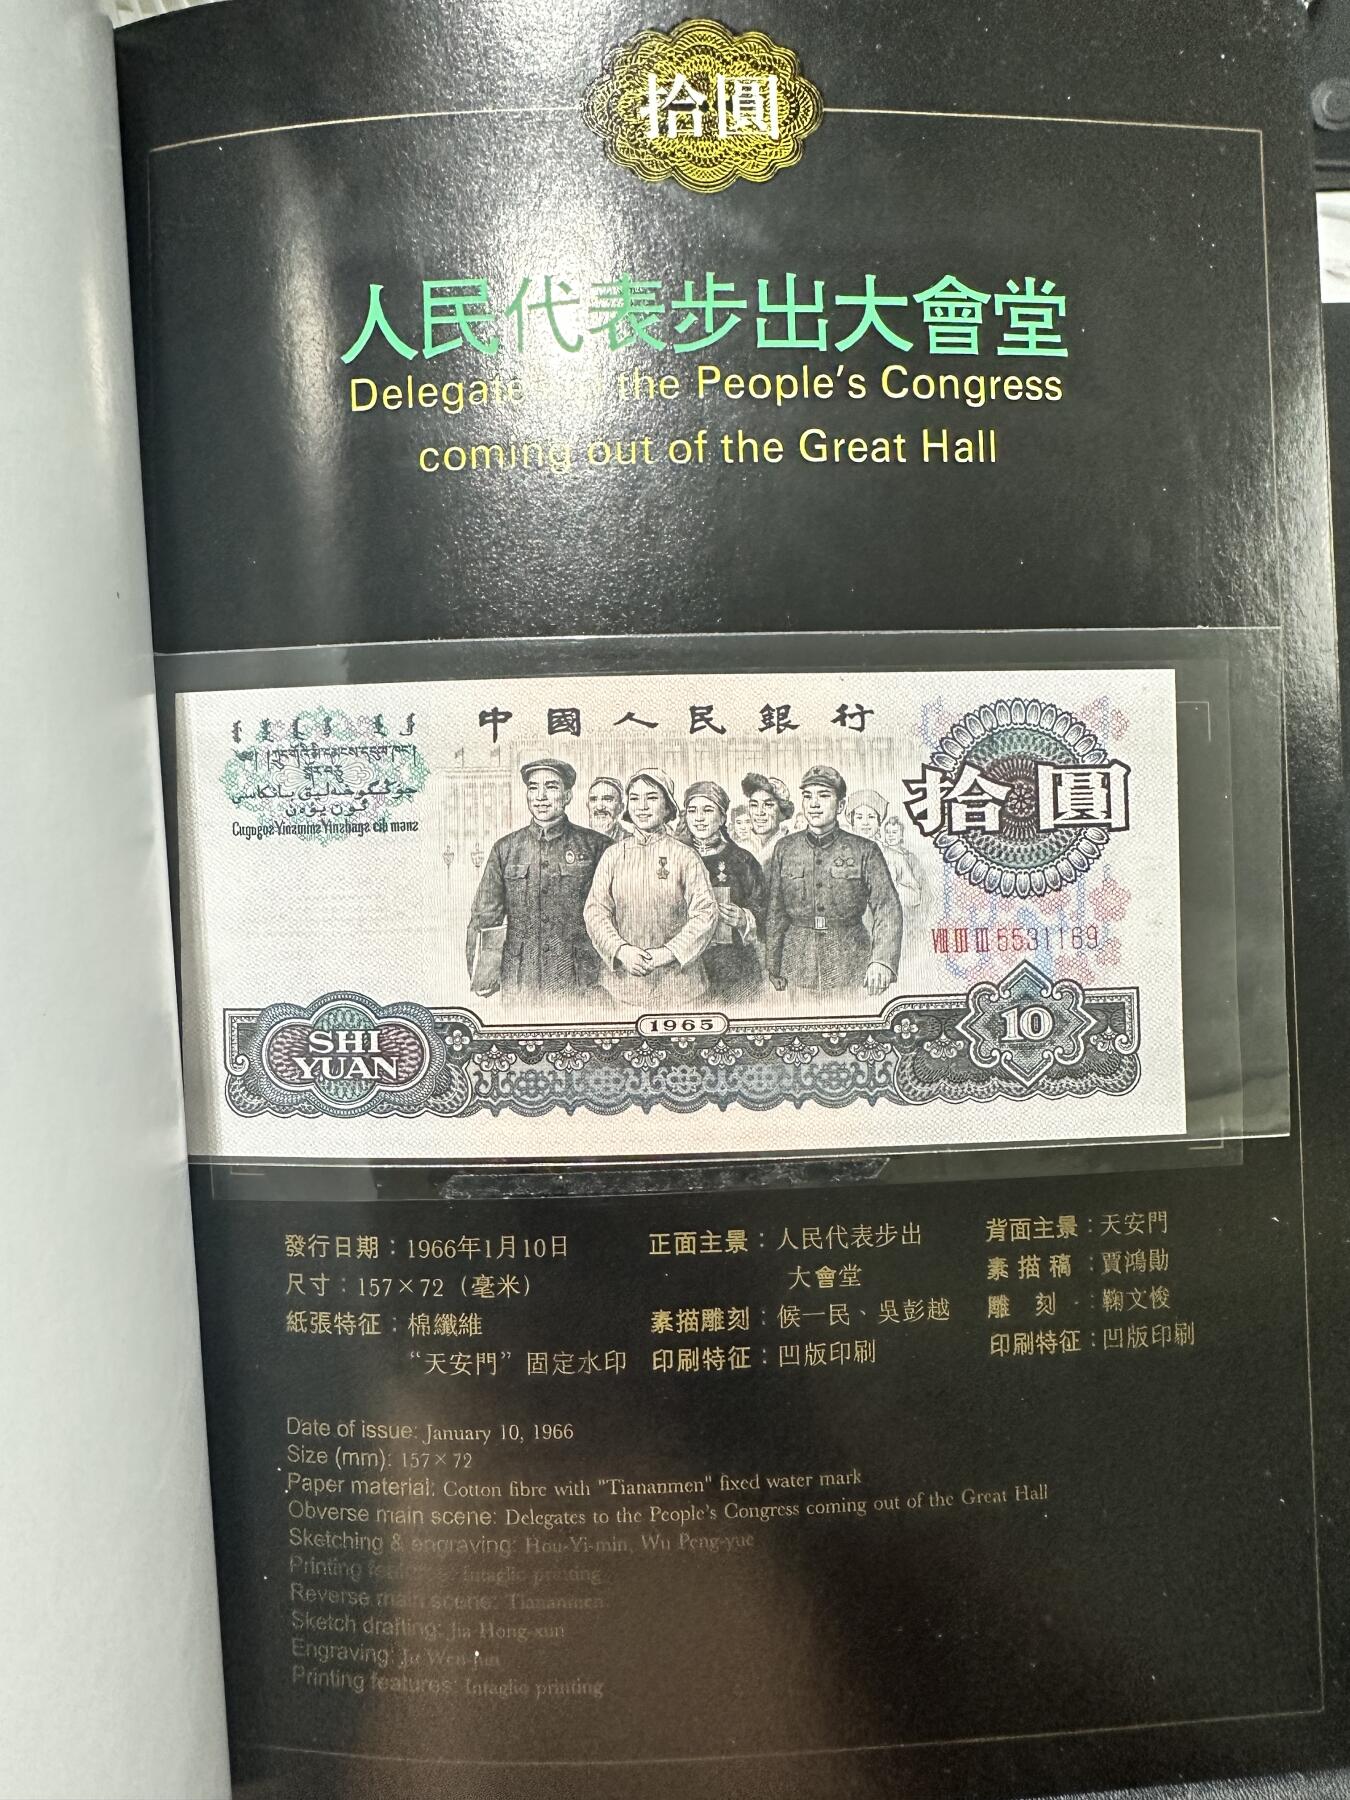 拾圓
人民代表步出大會堂
Delegates the People's Congress
coming out of the Great Hall
中國人民銀行
拾圓
Cuŋgoƨ Yinzminz Yinzhaŋz cib maenz
VIII III III 5531169
1965
SHI
YUAN
10
發行日期：1966年1月10日
尺寸：157×72（毫米）
紙張特征：棉纖維
“天安門”固定水印
正面主景：人民代表步出
大會堂
素描雕刻：候一民、吳彭越
印刷特征：凹版印刷
背面主景：天安門
素描稿：賈鴻勛
雕刻：鞠文俊
印刷特征：凹版印刷
Date of issue: January 10, 1966
Size (mm): 157×72
Paper material: Cotton fibre with "Tiananmen" fixed water mark
Obverse main scene: Delegates to the People's Congress coming out of the Great Hall
Sketching & engraving: Hou-Yi-min, Wu Peng-yue
Printing features: Intaglio printing
Reverse main scene: Tiananmen
Sketch drafting: Jia-Hong-xun
Engraving: Ju Wen-jun
Printing features: Intaglio printing